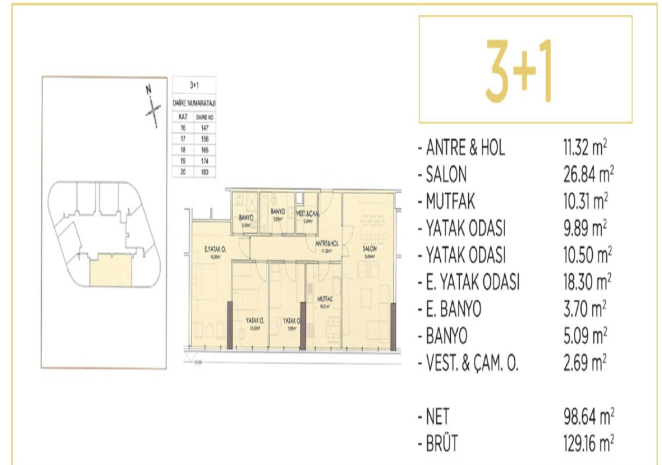 3+1
- ANTRE & HOL 11.32 m²
- SALON 26.84 m²
- MUTFAK 10.31 m²
- YATAK ODASI 9.89 m²
- YATAK ODASI 10.50 m²
- E. YATAK ODASI 18.30 m²
- E. BANYO 3.70 m²
- BANYO 5.09 m²
- VEST. & ÇAM. O. 2.69 m²
- NET 98.64 m²
- BRÜT 129.16 m²
N
3+1
DAİRE NUMARATAJI
KAT DAİRE NO
16 147
17 156
18 165
19 174
20 183
BANYO
BANYO
VEST.&ÇAM.
E.YATAK O.
ANTRE&HOL
SALON
YATAK O.
YATAK O.
MUTFAK